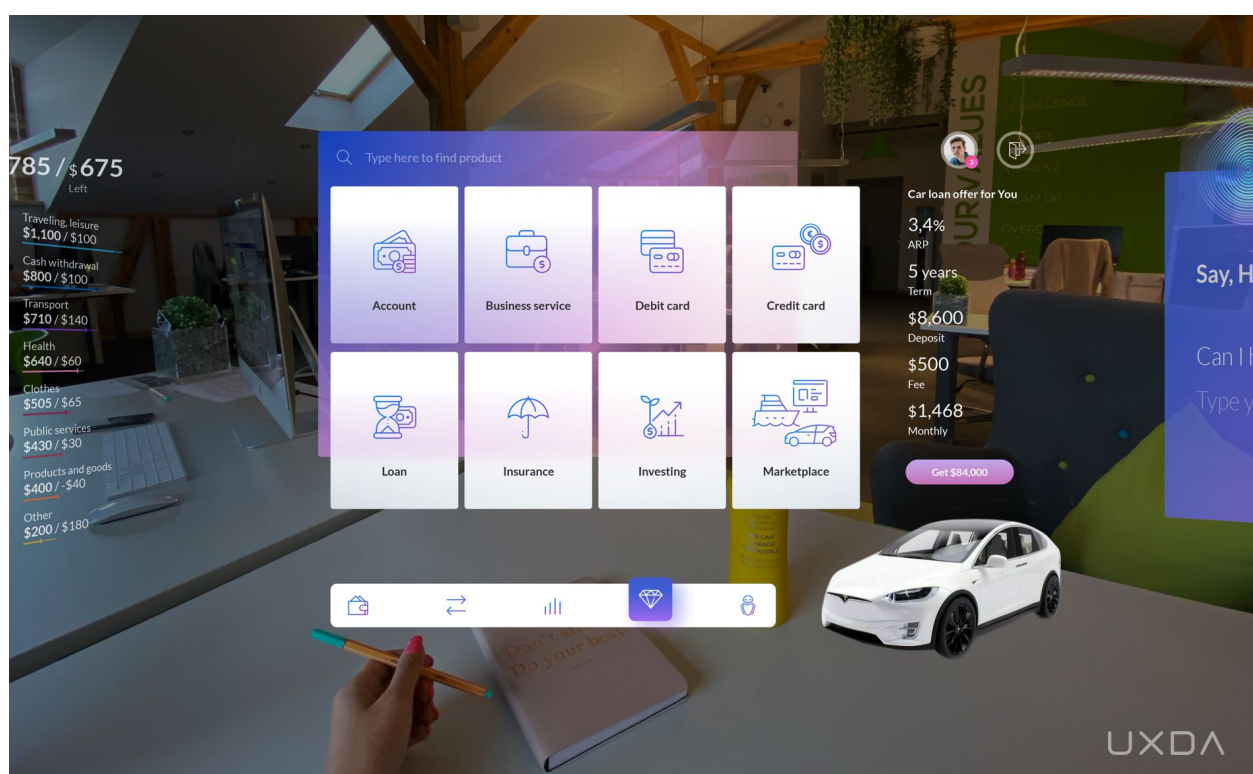 785 / $675
Left
Traveling, leisure
$1,100 / $100
Cash withdrawal
$800 / $100
Transport
$710 / $140
Health
$640 / $60
Clothes
$505 / $65
Public services
$430 / $30
Products and goods
$400 / -$40
Other
$200 / $180
Type here to find product
Account
Business service
Debit card
Credit card
Loan
Insurance
Investing
Marketplace
3
Car loan offer for You
3,4%
ARP
5 years
Term
$8,600
Deposit
$500
Fee
$1,468
Monthly
Get $84,000
OUR VALUES
CHALLENGE
Say, H
Can I
Type y
Don't
Do your best.
UXDA